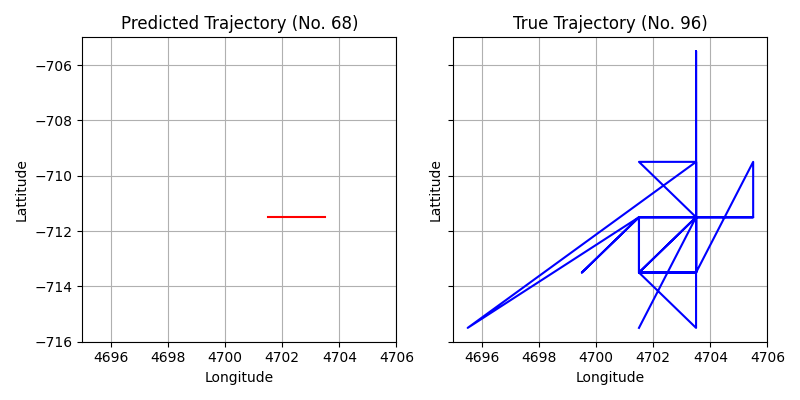 Predicted Trajectory (No. 68)
True Trajectory (No. 96)
−706
−708
−710
−712
−714
−716
Lattitude
Lattitude
4696 4698 4700 4702 4704 4706
4696 4698 4700 4702 4704 4706
Longitude
Longitude